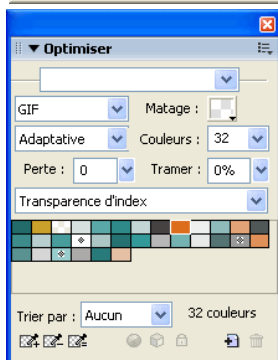 Optimiser
GIF Matage :
Adaptative Couleurs : 32
Perte : 0 Tramer : 0%
Transparence d'index
Trier par : Aucun 32 couleurs